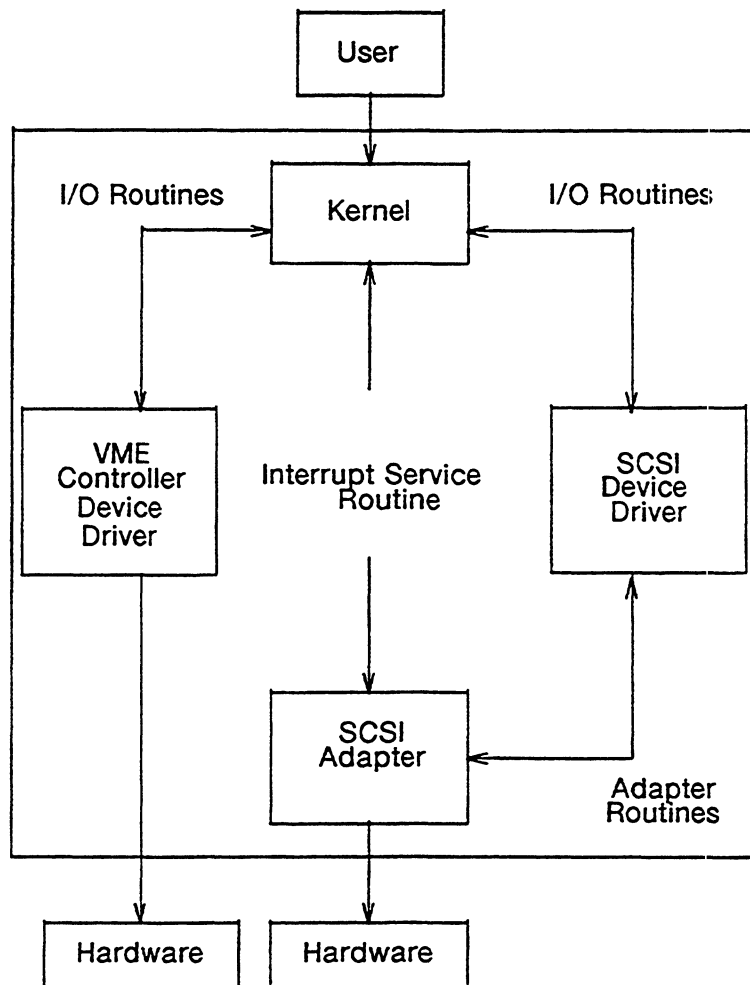 User
I/O Routines
Kernel
I/O Routines
VME
Controller
Device
Driver
Interrupt Service
Routine
SCSI
Device
Driver
SCSI
Adapter
Adapter
Routines
Hardware
Hardware